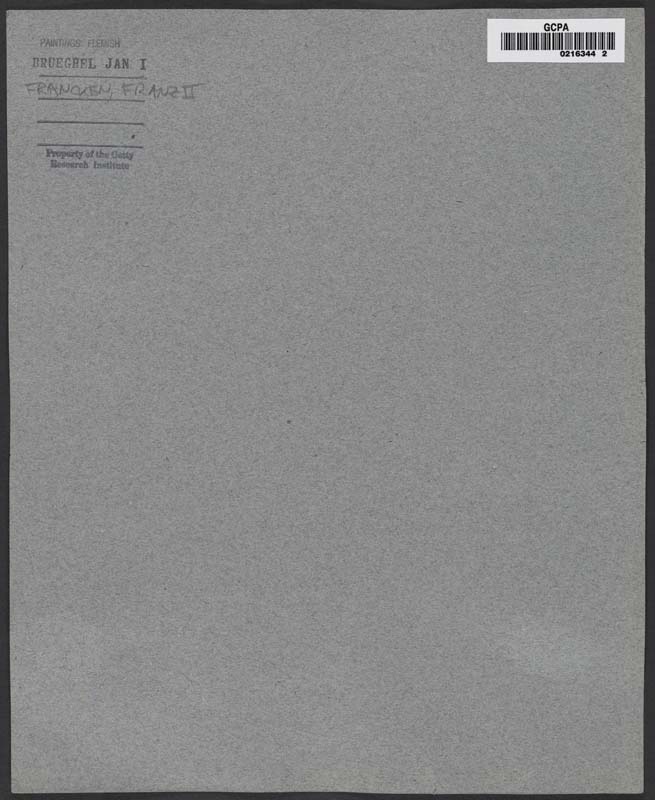 PAINTINGS: FLEMISH
BRUEGHEL JAN I
FRANCKEN, FRANZ II
Property of the Getty
Research Institute
GCPA
0216344 2